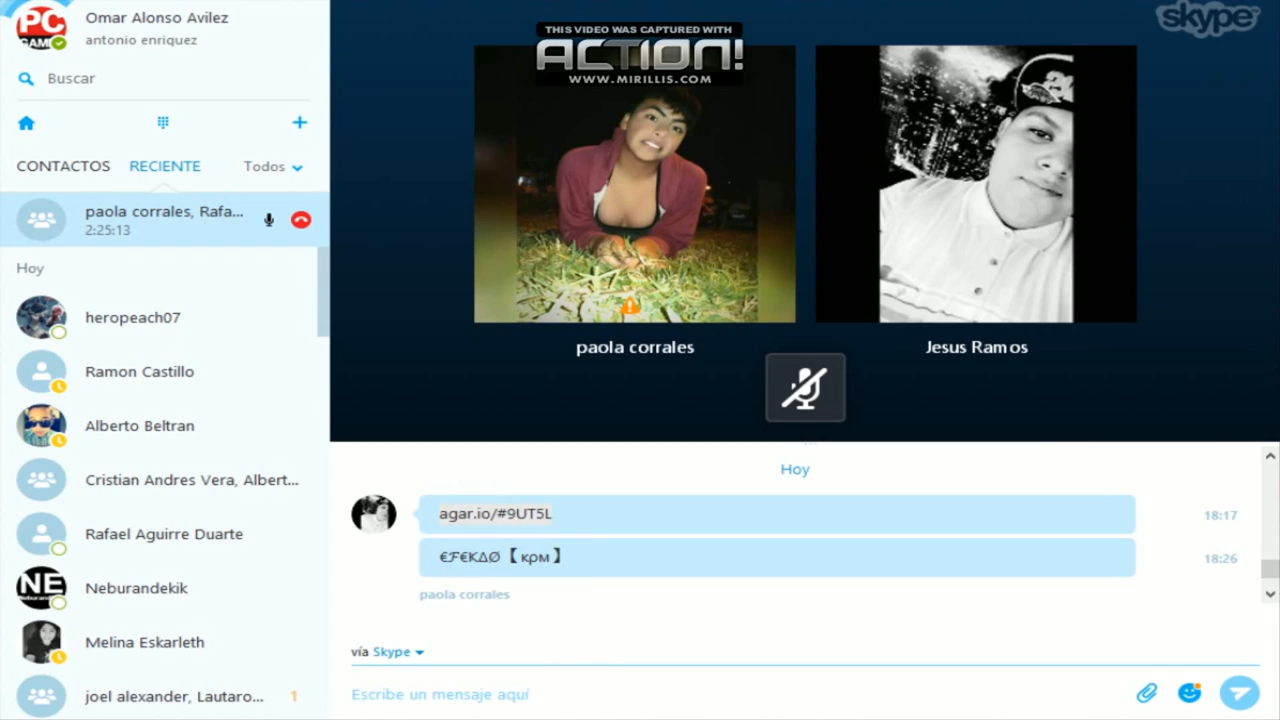 Omar Alonso Avilez
antonio enriquez
Buscar
CONTACTOS
RECIENTE
Todos
paola corrales, Rafa...
2:25:13
Hoy
heropeach07
Ramon Castillo
Alberto Beltran
Cristian Andres Vera, Albert...
Rafael Aguirre Duarte
NE
Neburandekik
Melina Eskarleth
joel alexander, Lautaro...
1
THIS VIDEO WAS CAPTURED WITH
ACTION!
WWW.MIRILLIS.COM
skype
paola corrales
Jesus Ramos
Hoy
agar.io/#9UT5L
18:17
€F€KΔØ【 кρм】
18:26
paola corrales
vía Skype
Escribe un mensaje aquí